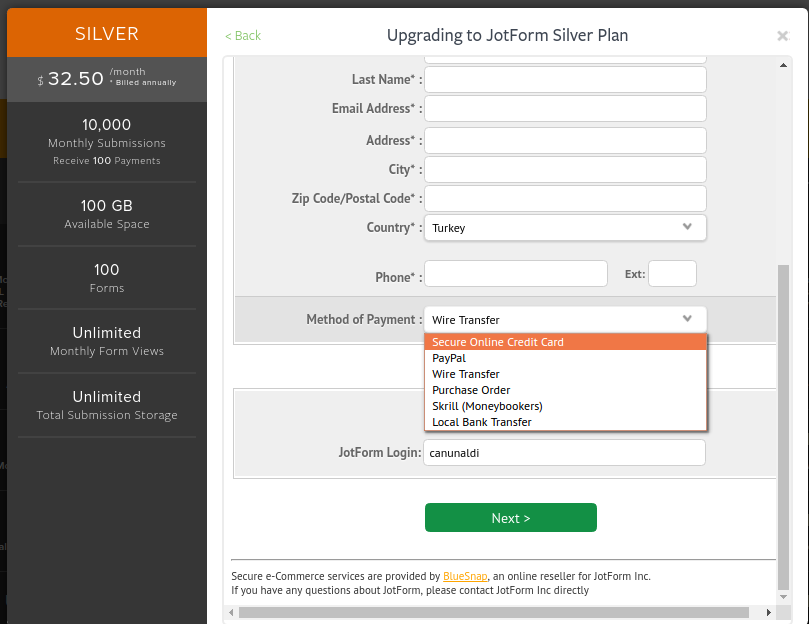 SILVER
$ 32.50 /month
* Billed annually
10,000
Monthly Submissions
Receive 100 Payments
100 GB
Available Space
100
Forms
Unlimited
Monthly Form Views
Unlimited
Total Submission Storage
< Back
Upgrading to JotForm Silver Plan
×
Last Name* :
Email Address* :
Address* :
City* :
Zip Code/Postal Code* :
Country* : Turkey
Phone* : Ext:
Method of Payment : Wire Transfer
Secure Online Credit Card
PayPal
Wire Transfer
Purchase Order
Skrill (Moneybookers)
Local Bank Transfer
JotForm Login: canunaldi
Next >
Secure e-Commerce services are provided by BlueSnap, an online reseller for JotForm Inc.
If you have any questions about JotForm, please contact JotForm Inc directly